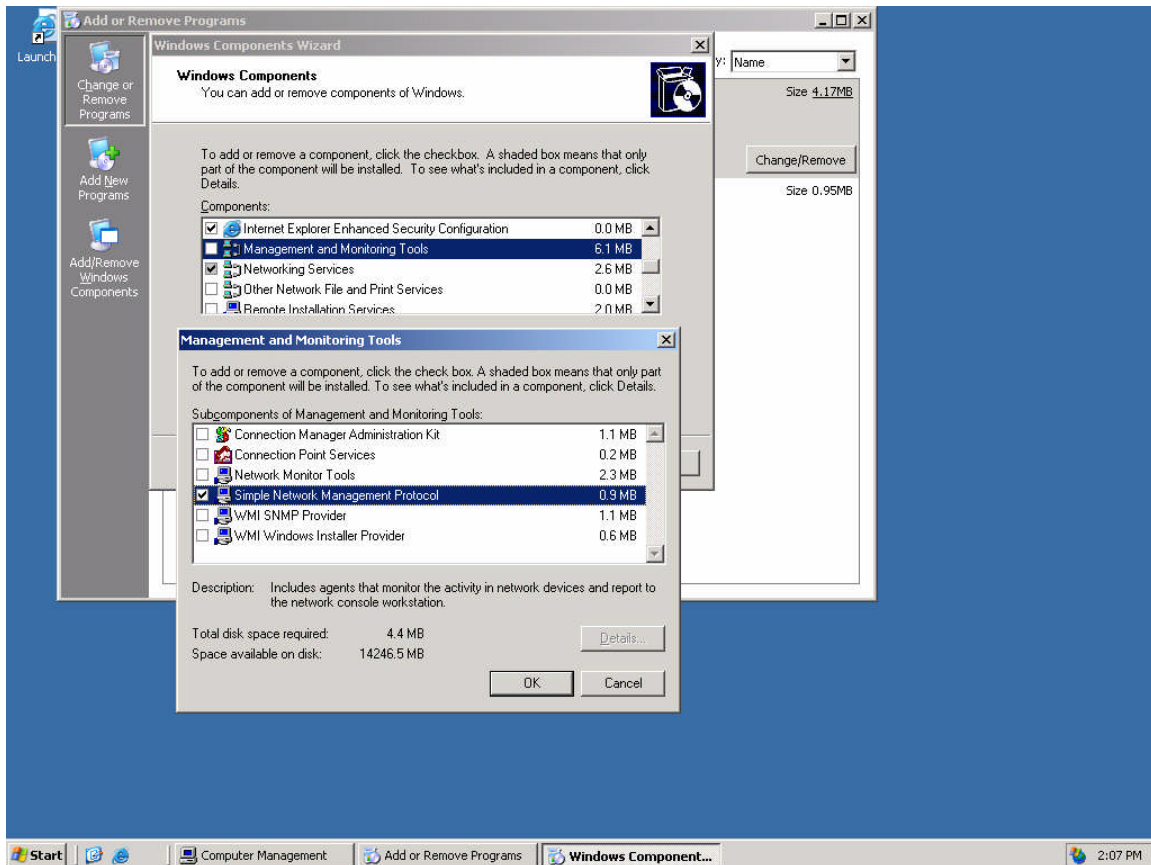 Launch
Add or Remove Programs
Change or
Remove
Programs
Add New
Programs
Add/Remove
Windows
Components
y: Name
Size 4.17MB
Change/Remove
Size 0.95MB
Windows Components Wizard
Windows Components
You can add or remove components of Windows.
To add or remove a component, click the checkbox. A shaded box means that only
part of the component will be installed. To see what's included in a component, click
Details.
Components:
Internet Explorer Enhanced Security Configuration 0.0 MB
Management and Monitoring Tools 6.1 MB
Networking Services 2.6 MB
Other Network File and Print Services 0.0 MB
Remote Installation Services 2.0 MB
Management and Monitoring Tools
To add or remove a component, click the check box. A shaded box means that only part
of the component will be installed. To see what's included in a component, click Details.
Subcomponents of Management and Monitoring Tools:
Connection Manager Administration Kit 1.1 MB
Connection Point Services 0.2 MB
Network Monitor Tools 2.3 MB
Simple Network Management Protocol 0.9 MB
WMI SNMP Provider 1.1 MB
WMI Windows Installer Provider 0.6 MB
Description: Includes agents that monitor the activity in network devices and report to
the network console workstation.
Total disk space required: 4.4 MB
Space available on disk: 14246.5 MB
Details...
OK
Cancel
Start
Computer Management
Add or Remove Programs
Windows Component...
2:07 PM